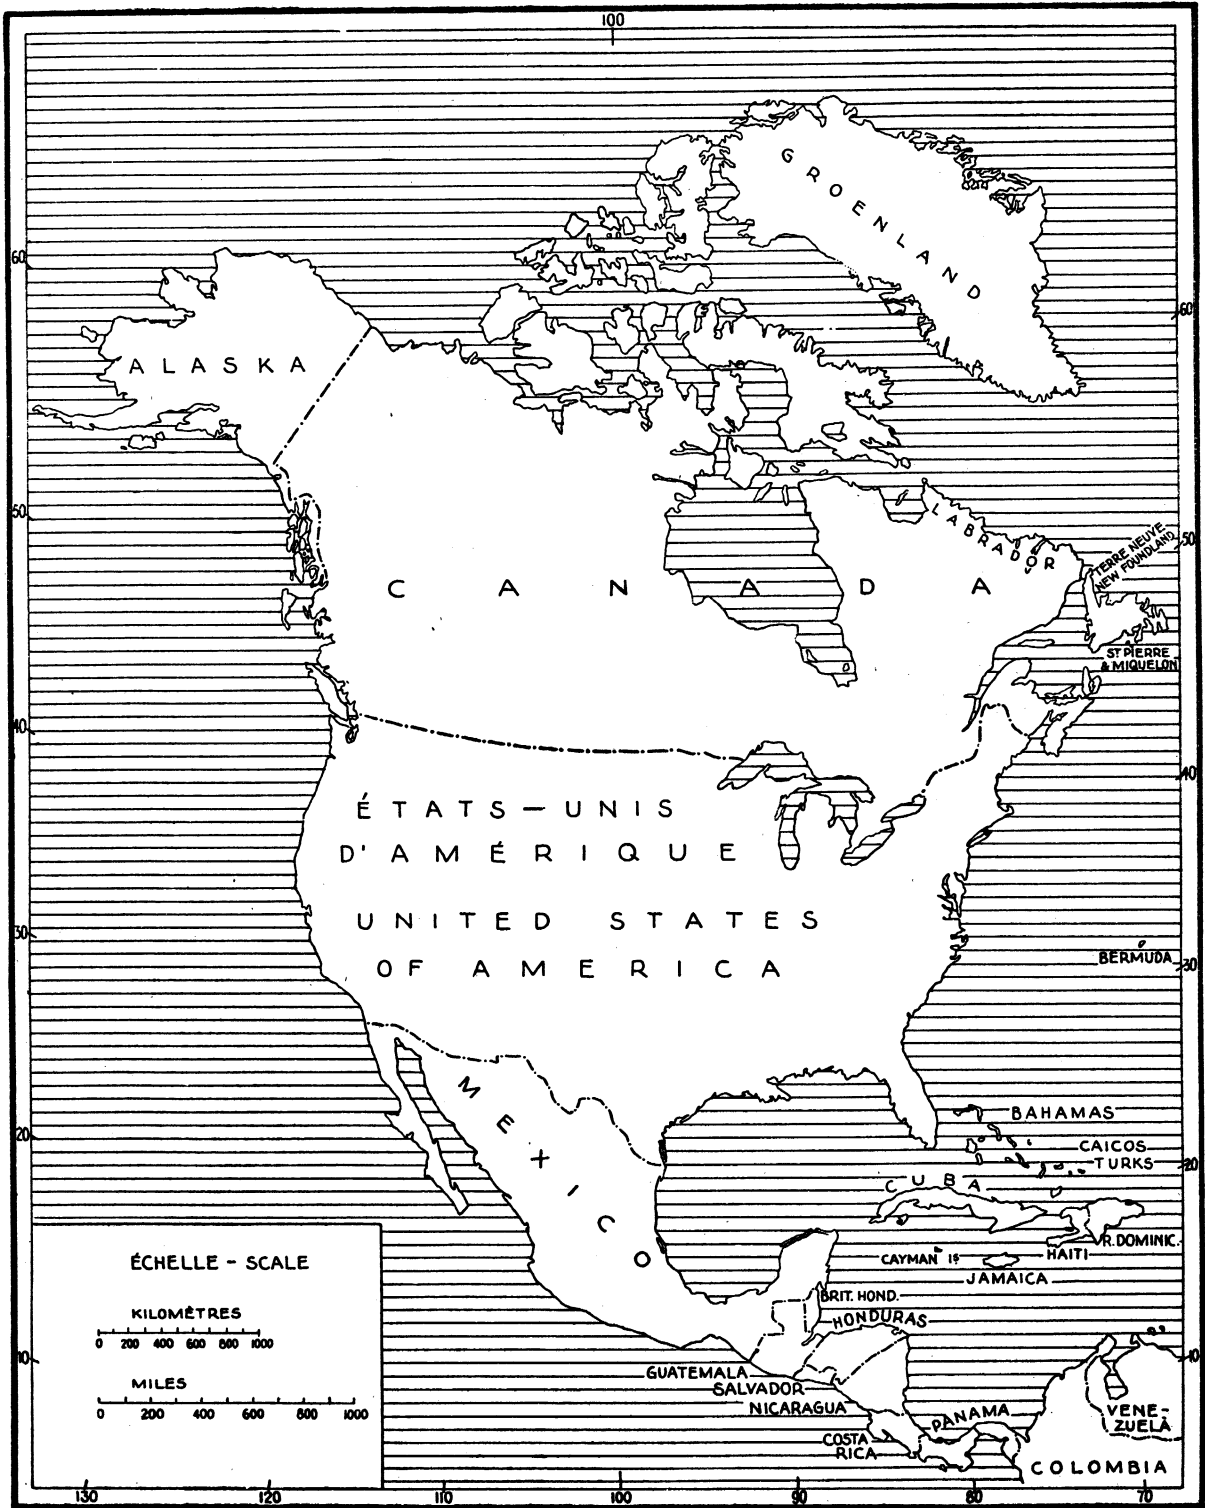 100
GROENLAND
60
60
ALASKA
50
LABRADOR
50
TERRE NEUVE
NEW FOUNDLAND
CANADA
ST PIERRE
& MIQUELON
40
40
ÉTATS-UNIS
D'AMÉRIQUE
UNITED STATES
OF AMERICA
30
BERMUDA
30
MEXICO
BAHAMAS
20
CAICOS
TURKS
20
CUBA
R. DOMINIC.
HAITI
CAYMAN Is
JAMAICA
BRIT. HOND.
HONDURAS
ÉCHELLE - SCALE
KILOMÈTRES
0 200 400 600 800 1000
MILES
0 200 400 600 800 1000
10
10
GUATEMALA
SALVADOR
NICARAGUA
PANAMA
COSTA
RICA
VENE-
ZUELA
COLOMBIA
130 120 110 100 90 80 70